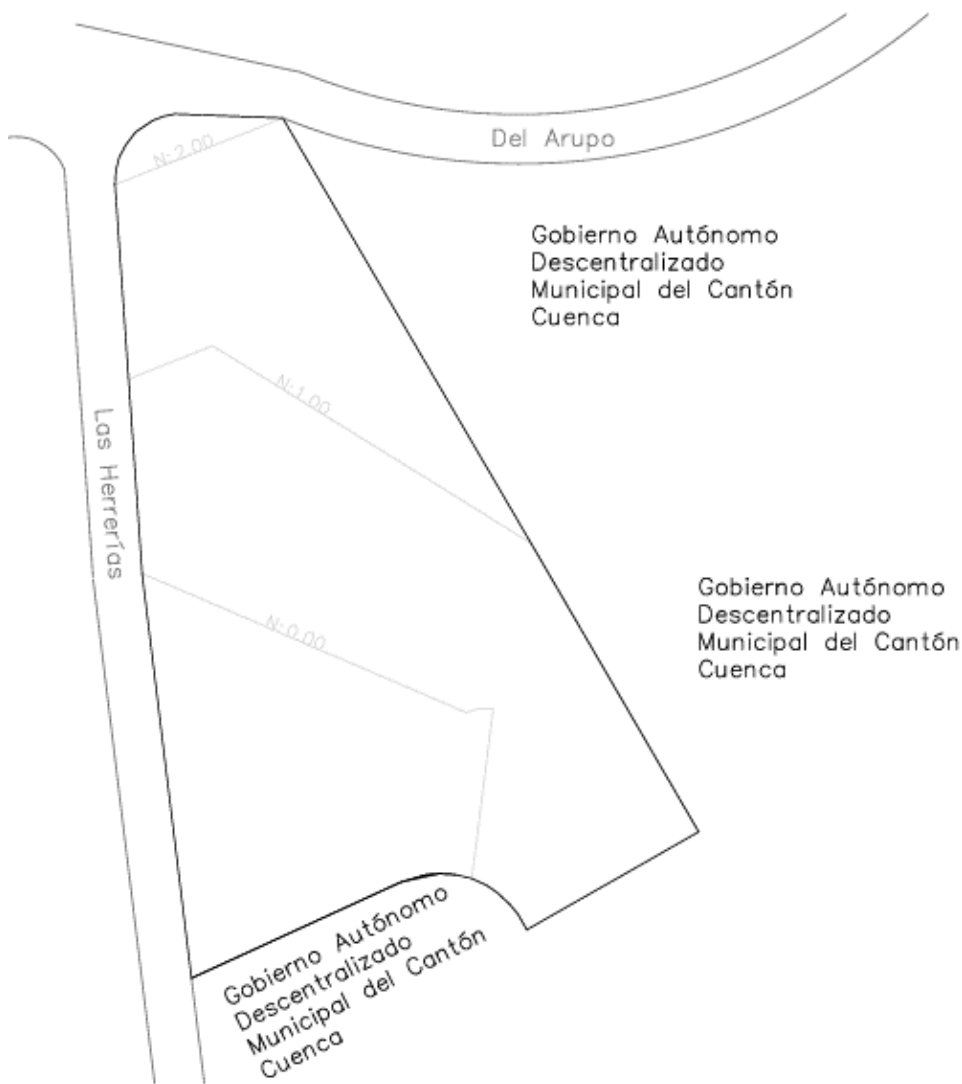 N:2.00
Del Arupo
Gobierno Autónomo
Descentralizado
Municipal del Cantón
Cuenca
N:1.00
Las Herrerías
Gobierno Autónomo
Descentralizado
Municipal del Cantón
Cuenca
N:0.00
Gobierno Autónomo
Descentralizado
Municipal del Cantón
Cuenca